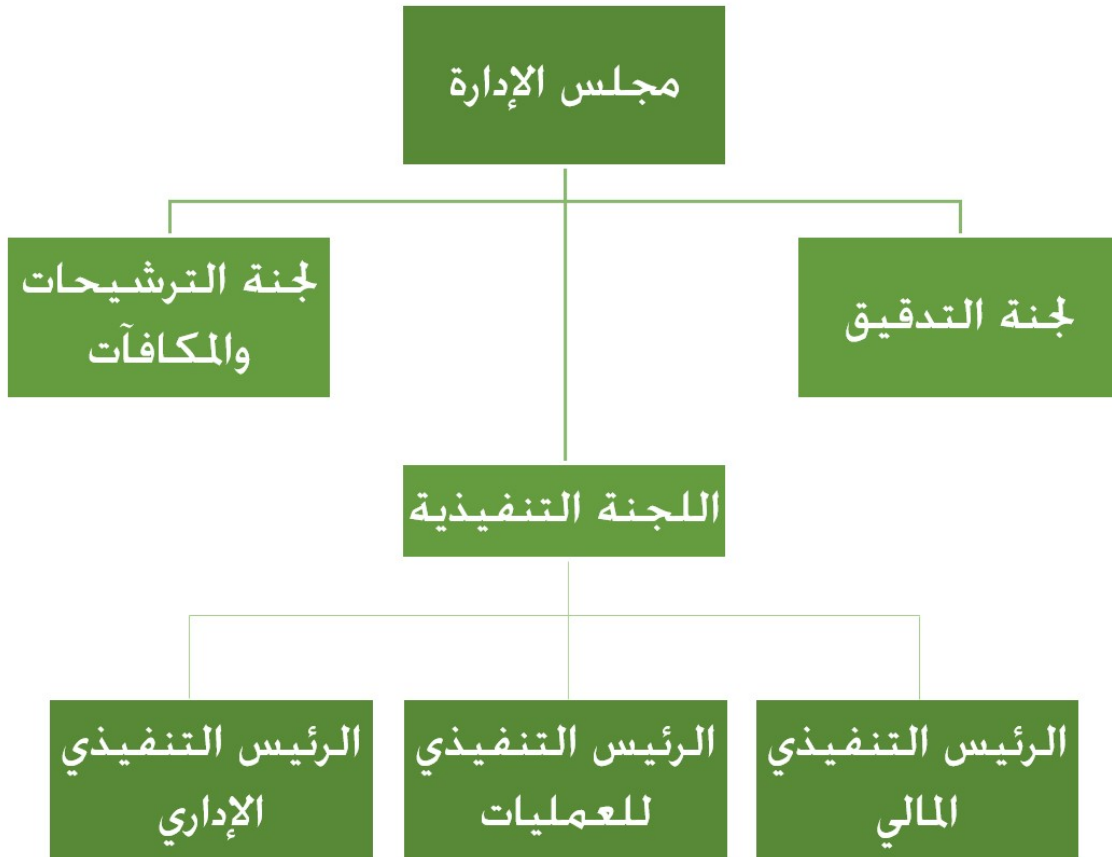 مجلس الإدارة
لجنة التدقيق
لجنة الترشيحات
والمكافآت
اللجنة التنفيذية
الرئيس التنفيذي
المالي
الرئيس التنفيذي
للعمليات
الرئيس التنفيذي
الإداري